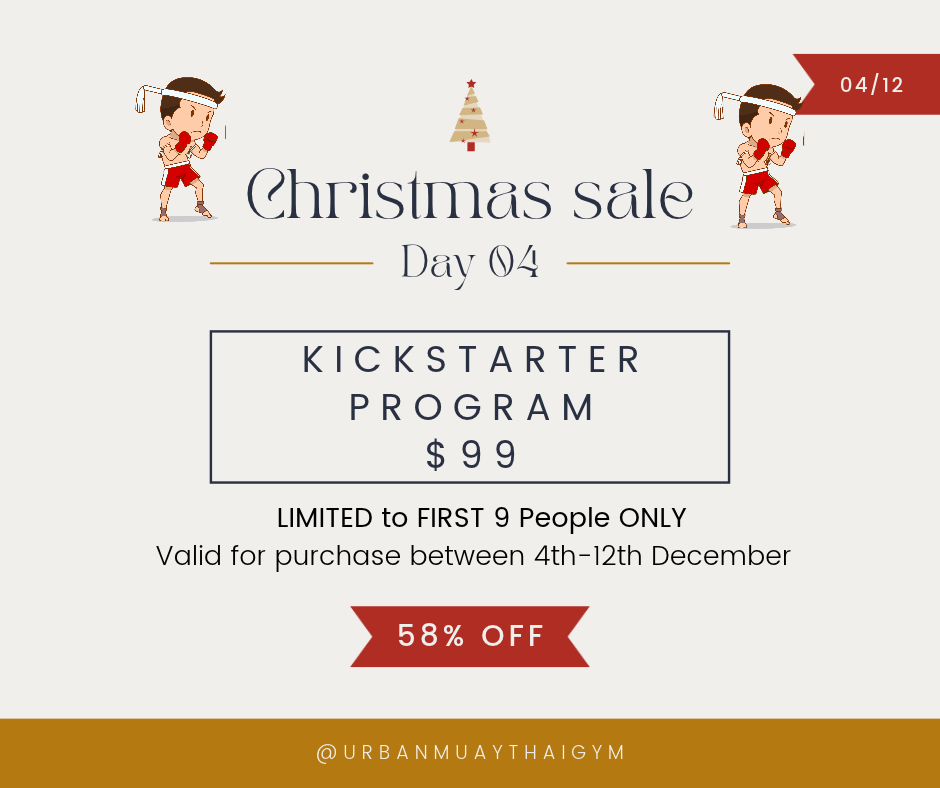 04/12
Christmas sale
Day 04
KICKSTARTER
PROGRAM
$99
LIMITED to FIRST 9 People ONLY
Valid for purchase between 4th-12th December
58% OFF
@URBANMUAYTHAIGYM